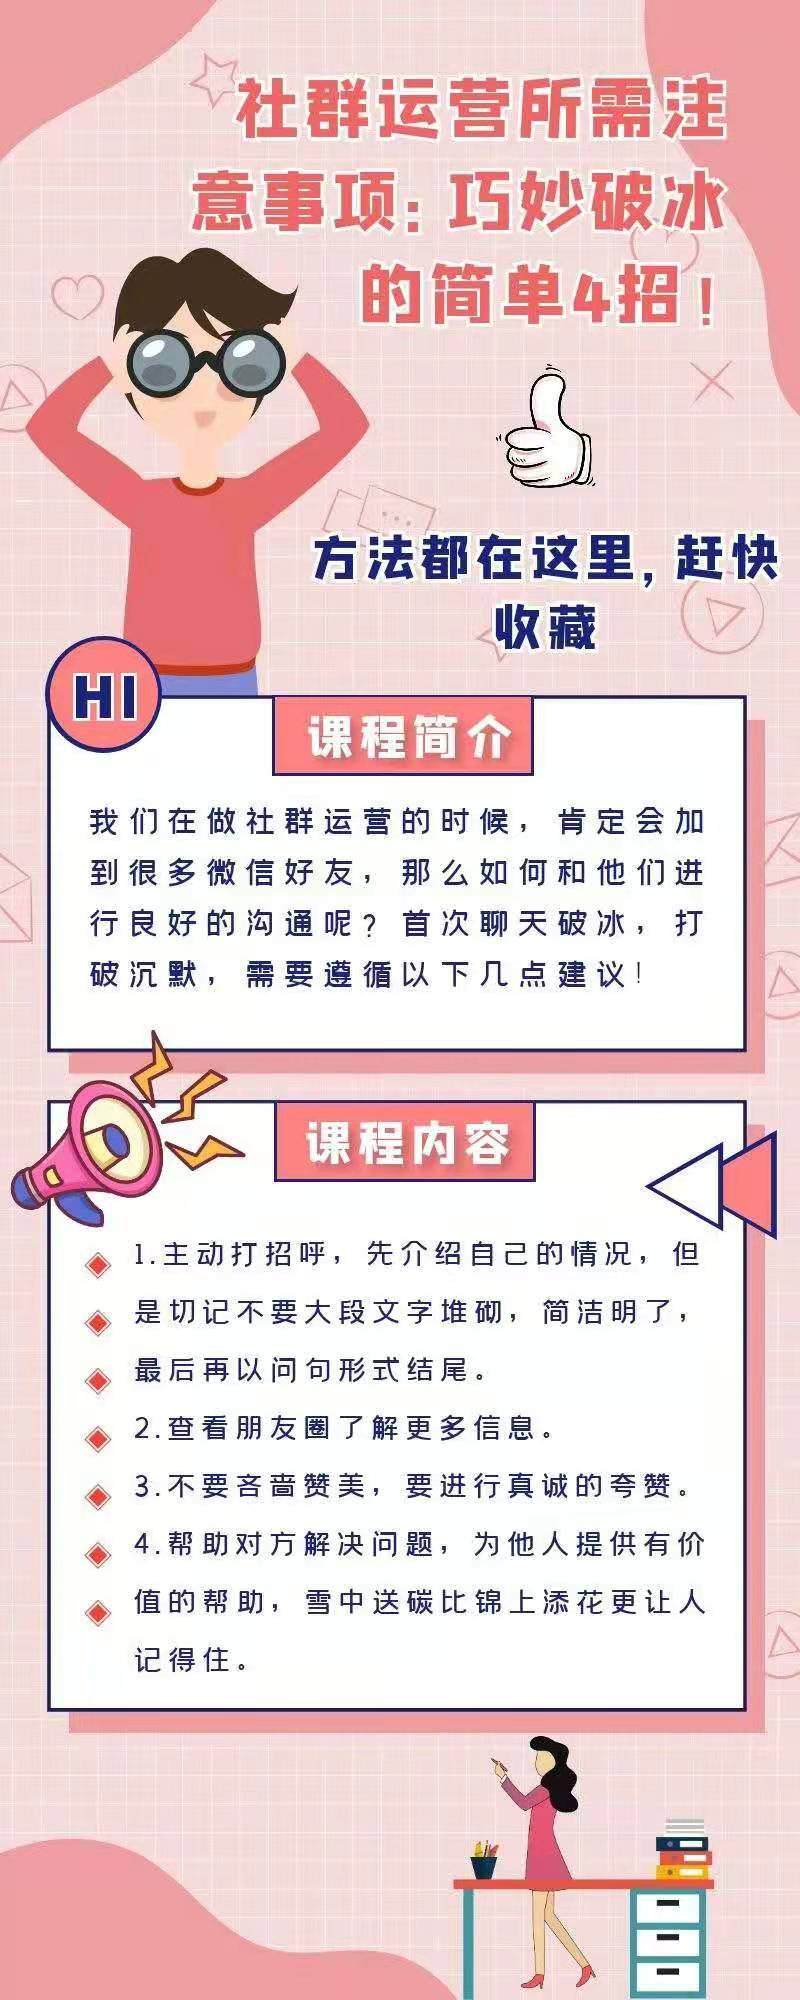 社群运营所需注
意事项：巧妙破冰
的简单4招！
方法都在这里，赶快
收藏
HI
课程简介
我们在做社群运营的时候，肯定会加
到很多微信好友，那么如何和他们进
行良好的沟通呢？首次聊天破冰，打
破沉默，需要遵循以下几点建议！
课程内容
1.主动打招呼，先介绍自己的情况，但
是切记不要大段文字堆砌，简洁明了，
最后再以问句形式结尾。
2.查看朋友圈了解更多信息。
3.不要吝啬赞美，要进行真诚的夸赞。
4.帮助对方解决问题，为他人提供有价
值的帮助，雪中送碳比锦上添花更让人
记得住。